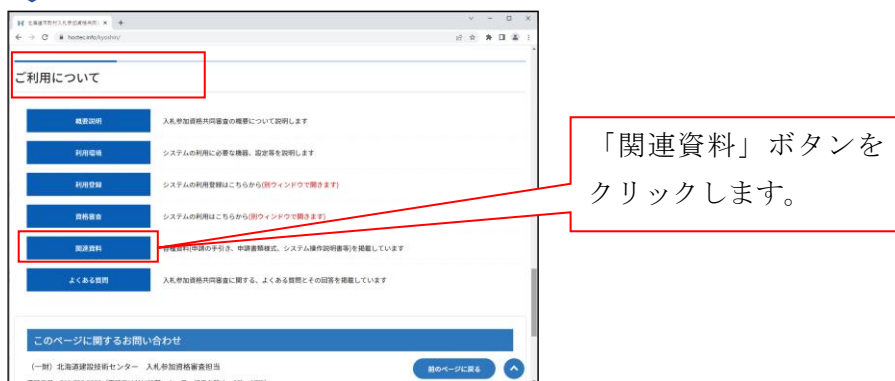 北海道市町村入札参加資格共同
hoctec.info/kyoshin/
ご利用について
概要説明 入札参加資格共同審査の概要について説明します
利用環境 システムの利用に必要な機器、設定等を説明します
利用登録 システムの利用登録はこちらから(別ウィンドウで開きます)
資格審査 システムの利用はこちらから(別ウィンドウで開きます)
関連資料 各種資料(申請の手引き、申請書類様式、システム操作説明書等)を掲載しています
よくある質問 入札参加資格共同審査に関する、よくある質問とその回答を掲載しています
「関連資料」ボタンを
クリックします。
このページに関するお問い合わせ
(一財) 北海道建設技術センター 入札参加資格審査担当
前のページに戻る